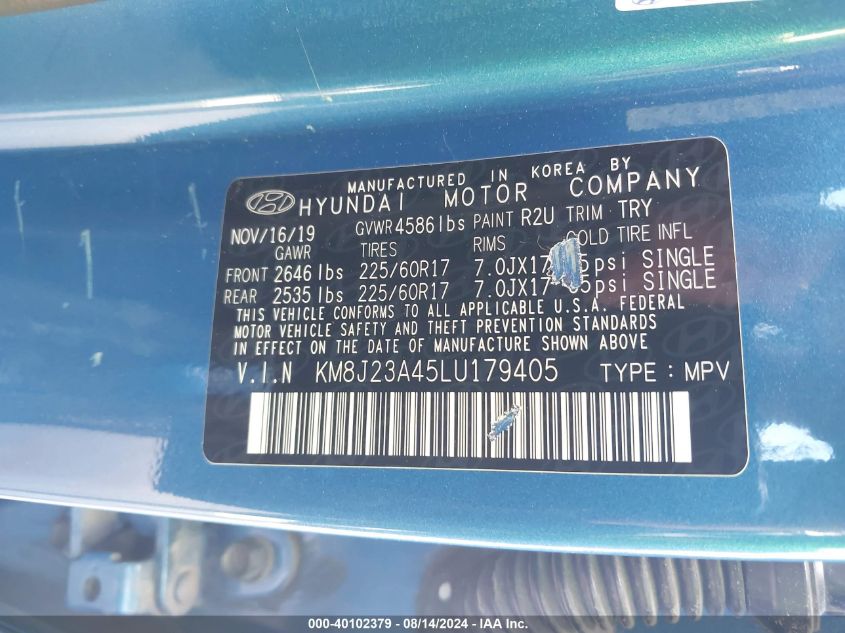 MANUFACTURED IN KOREA BY
HYUNDAI MOTOR COMPANY
NOV/16/19 GVWR 4586 lbs PAINT R2U TRIM TRY
GAWR TIRES RIMS COLD TIRE INFL
FRONT 2646 lbs 225/60R17 7.0JX17 psi SINGLE
REAR 2535 lbs 225/60R17 7.0JX17 psi SINGLE
THIS VEHICLE CONFORMS TO ALL APPLICABLE U.S.A. FEDERAL
MOTOR VEHICLE SAFETY AND THEFT PREVENTION STANDARDS
IN EFFECT ON THE DATE OF MANUFACTURE SHOWN ABOVE
V.I.N KM8J23A45LU179405 TYPE : MPV
000-40102379 - 08/14/2024 - IAA Inc.